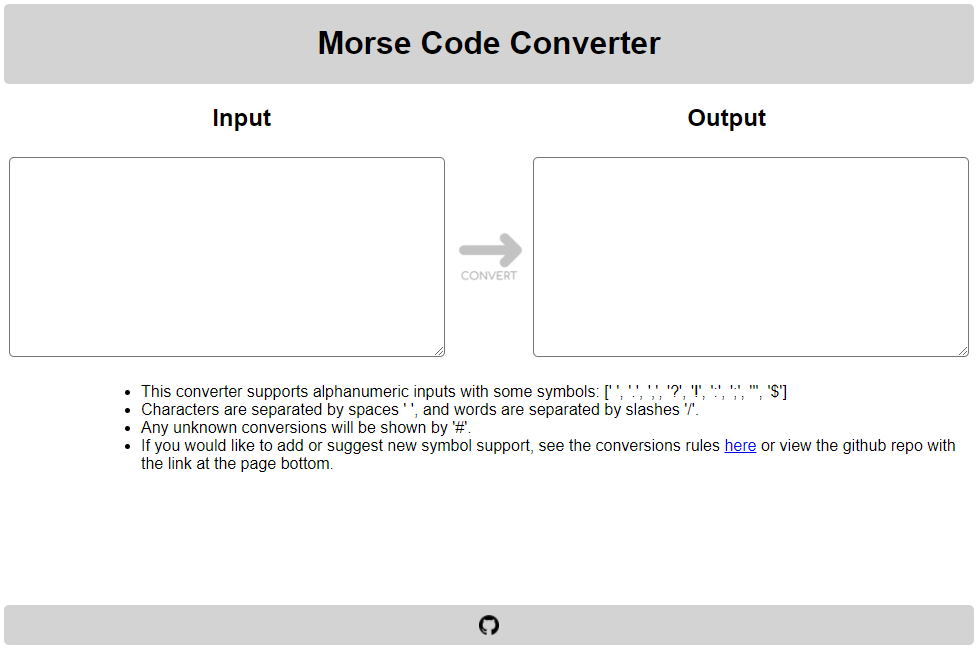 Morse Code Converter
Input
Output
CONVERT
This converter supports alphanumeric inputs with some symbols: [' ', '.', ',', '?', '!', ':', ';', '"', '$']
Characters are separated by spaces ' ', and words are separated by slashes '/'.
Any unknown conversions will be shown by '#'.
If you would like to add or suggest new symbol support, see the conversions rules here or view the github repo with
the link at the page bottom.